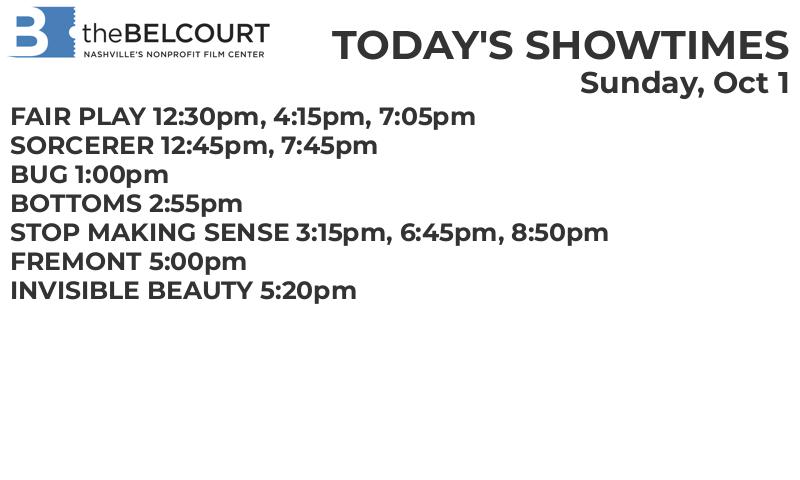 B theBELCOURT
NASHVILLE'S NONPROFIT FILM CENTER
TODAY'S SHOWTIMES
Sunday, Oct 1
FAIR PLAY 12:30pm, 4:15pm, 7:05pm
SORCERER 12:45pm, 7:45pm
BUG 1:00pm
BOTTOMS 2:55pm
STOP MAKING SENSE 3:15pm, 6:45pm, 8:50pm
FREMONT 5:00pm
INVISIBLE BEAUTY 5:20pm